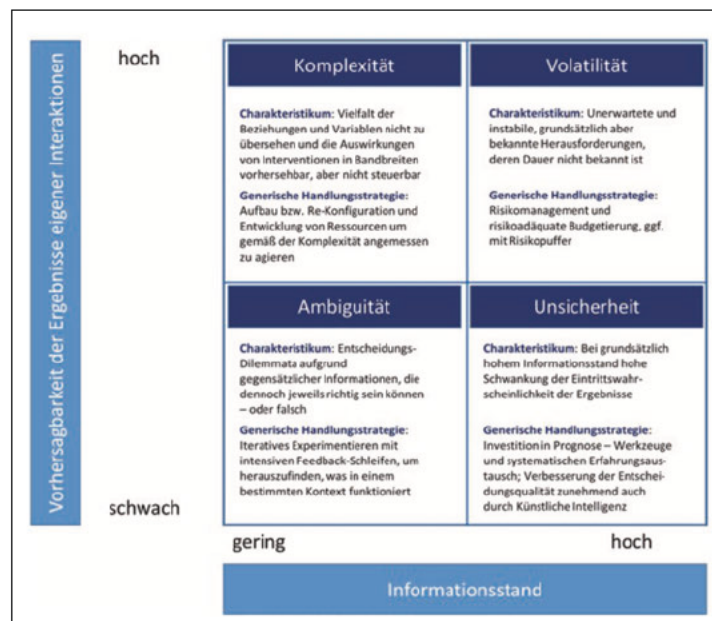 Vorhersagbarkeit der Ergebnisse eigener Interaktionen
hoch
Komplexität
Charakteristikum: Vielfalt der
Beziehungen und Variablen nicht zu
übersehen und die Auswirkungen
von Interventionen in Bandbreiten
vorhersehbar, aber nicht steuerbar
Generische Handlungsstrategie:
Aufbau bzw. Re-Konfiguration und
Entwicklung von Ressourcen um
gemäß der Komplexität angemessen
zu agieren
Volatilität
Charakteristikum: Unerwartete und
instabile, grundsätzlich aber
bekannte Herausforderungen,
deren Dauer nicht bekannt ist
Generische Handlungsstrategie:
Risikomanagement und
risikoadäquate Budgetierung, ggf.
mit Risikopuffer
Ambiguität
Charakteristikum: Entscheidungs-
Dilemmata aufgrund
gegensätzlicher Informationen, die
dennoch jeweils richtig sein können
– oder falsch
Generische Handlungsstrategie:
Iteratives Experimentieren mit
intensiven Feedback-Schleifen, um
herauszufinden, was in einem
bestimmten Kontext funktioniert
Unsicherheit
Charakteristikum: Bei grundsätzlich
hohem Informationsstand hohe
Schwankung der Eintrittswahr-
scheinlichkeit der Ergebnisse
Generische Handlungsstrategie:
Investition in Prognose – Werkzeuge
und systematischen Erfahrungsaus-
tausch; Verbesserung der Entschei-
dungsqualität zunehmend auch
durch Künstliche Intelligenz
schwach
gering
hoch
Informationsstand